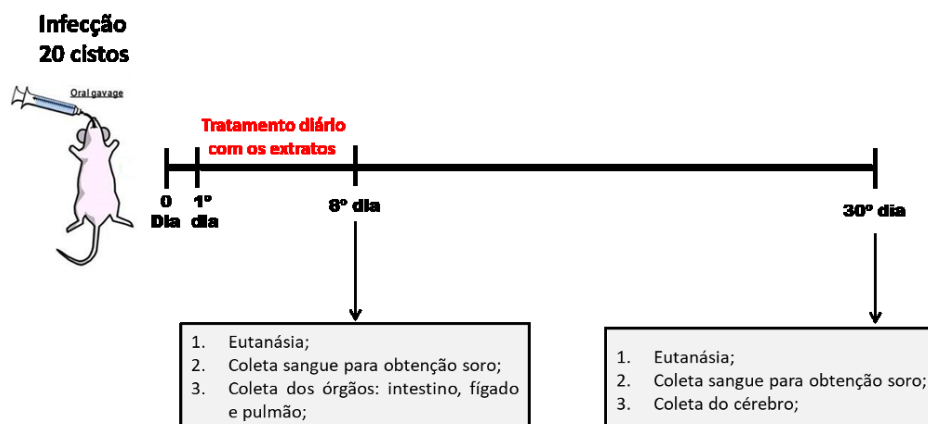 Infecção
20 cistos
Oral gavage
Tratamento diário
com os extratos
0
Dia
1º
dia
8º dia
30º dia
1. Eutanásia;
2. Coleta sangue para obtenção soro;
3. Coleta dos órgãos: intestino, fígado
e pulmão;
1. Eutanásia;
2. Coleta sangue para obtenção soro;
3. Coleta do cérebro;